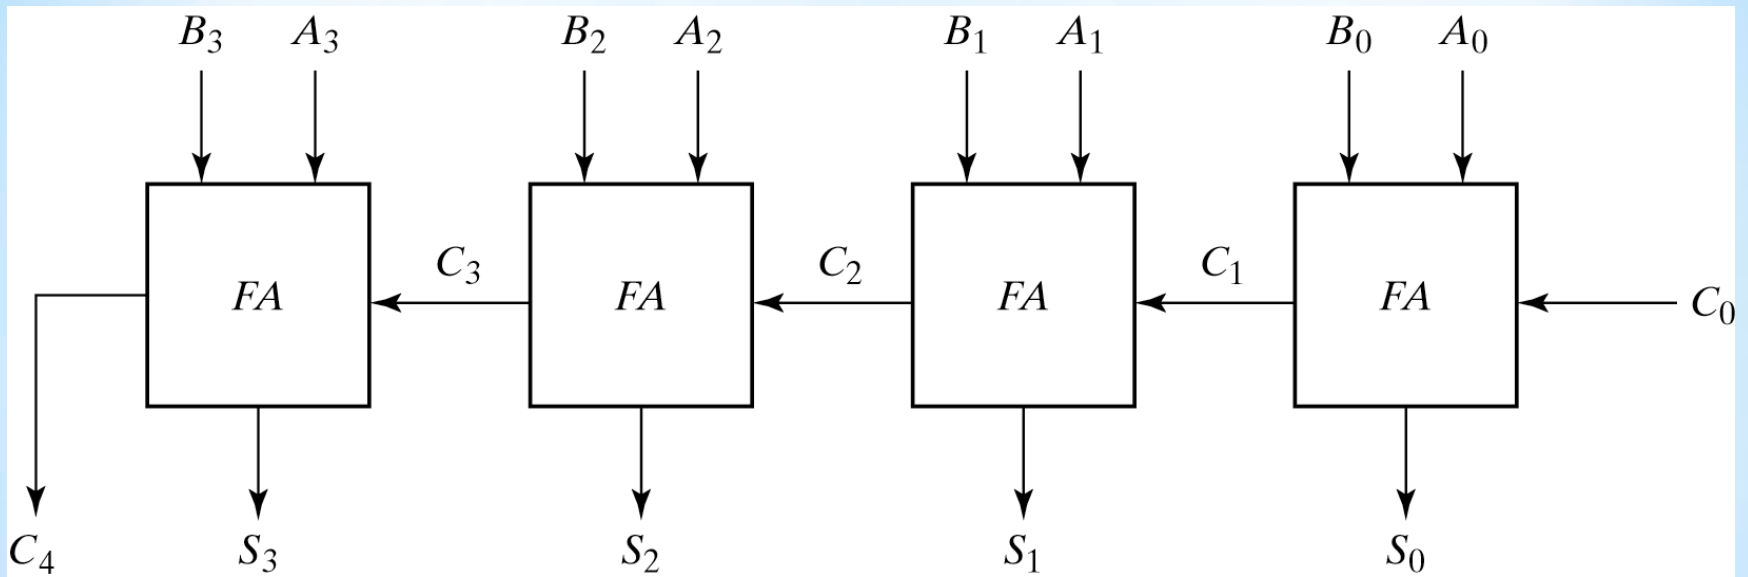 B₃ A₃ B₂ A₂ B₁ A₁ B₀ A₀
C₃ C₂ C₁
FA FA FA FA C₀
C₄ S₃ S₂ S₁ S₀